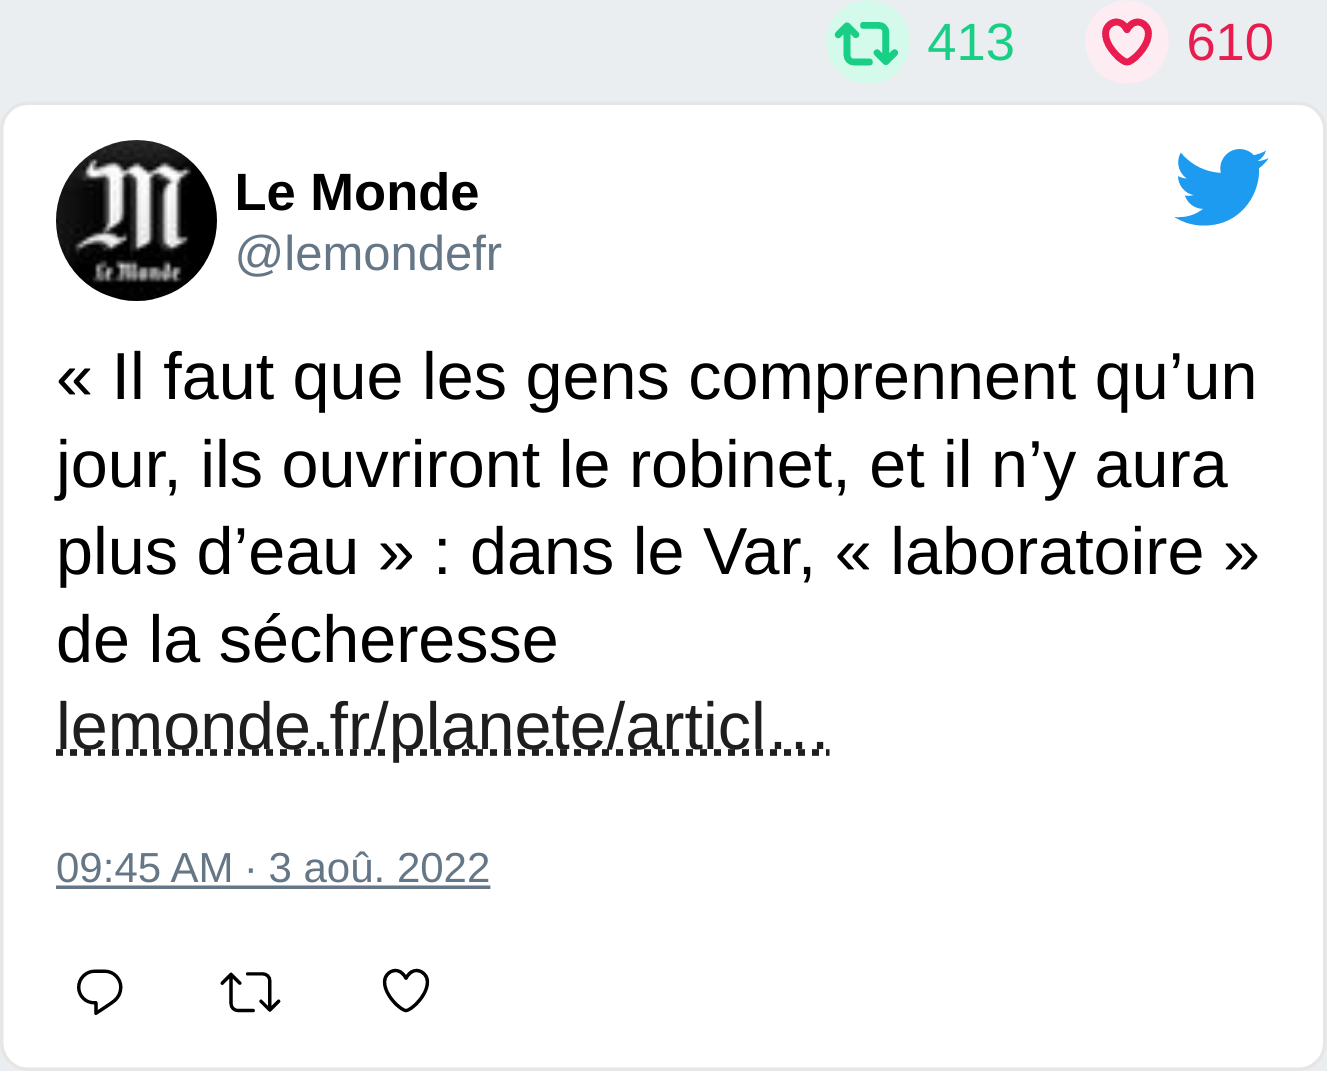 413 610
Le Monde
Le Monde
@lemondefr
« Il faut que les gens comprennent qu’un
jour, ils ouvriront le robinet, et il n’y aura
plus d’eau » : dans le Var, « laboratoire »
de la sécheresse
lemonde.fr/planete/articl…
09:45 AM · 3 aoû. 2022